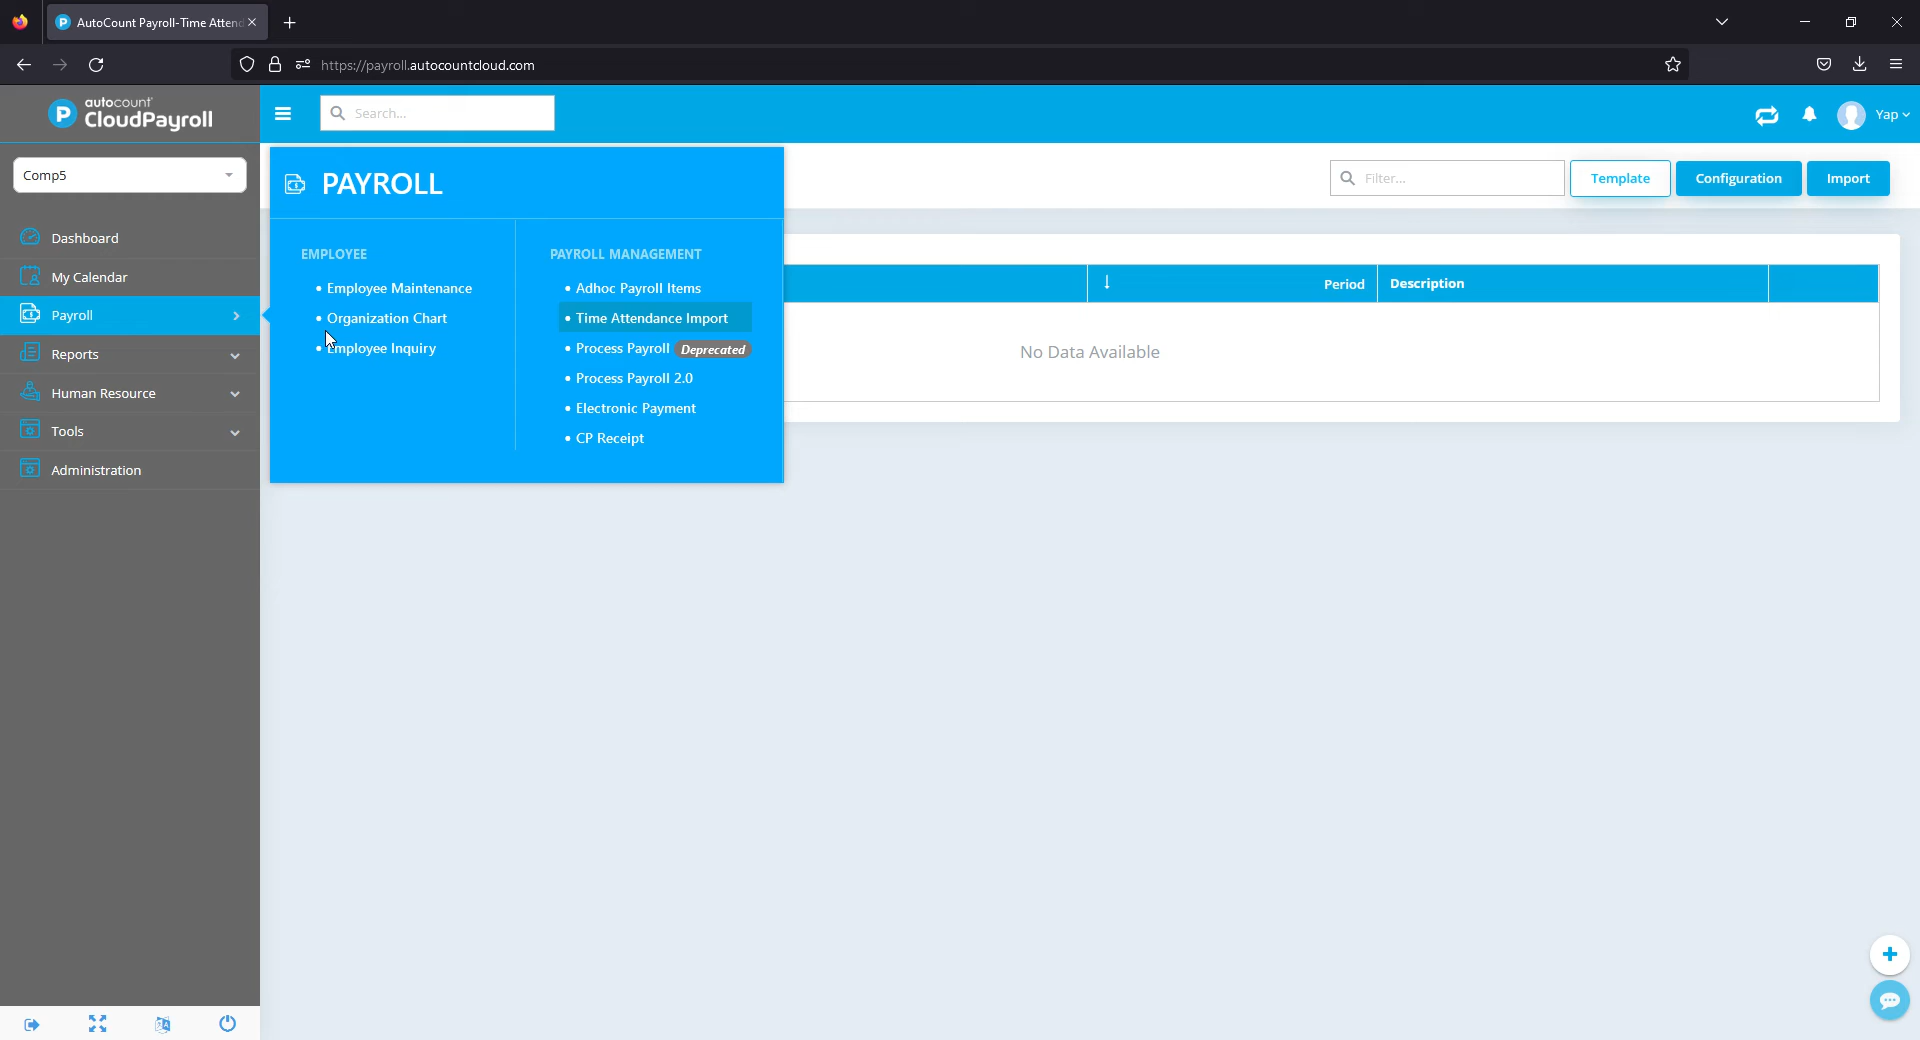 AutoCount Payroll-Time Attend
https://payroll.autocountcloud.com
P autocount
CloudPayroll
Search...
Yap
Comp5
PAYROLL
Filter...
Template
Configuration
Import
Dashboard
My Calendar
Payroll
Reports
Human Resource
Tools
Administration
EMPLOYEE
• Employee Maintenance
• Organization Chart
• Employee Inquiry
PAYROLL MANAGEMENT
• Adhoc Payroll Items
• Time Attendance Import
• Process Payroll Deprecated
• Process Payroll 2.0
• Electronic Payment
• CP Receipt
Period
Description
No Data Available